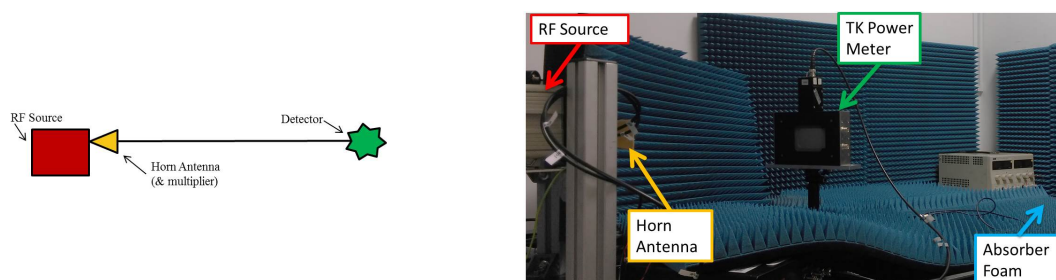 RF Source
Detector
Horn Antenna
(& multiplier)
RF Source
TK Power
Meter
Horn
Antenna
Absorber
Foam